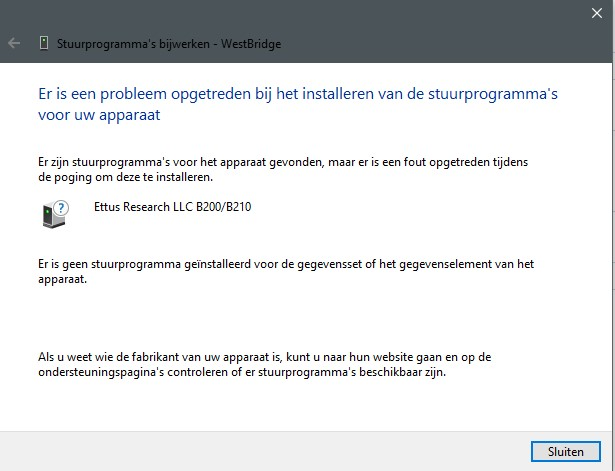 Stuurprogramma's bijwerken - WestBridge
Er is een probleem opgetreden bij het installeren van de stuurprogramma's
voor uw apparaat
Er zijn stuurprogramma's voor het apparaat gevonden, maar er is een fout opgetreden tijdens
de poging om deze te installeren.
Ettus Research LLC B200/B210
Er is geen stuurprogramma geïnstalleerd voor de gegevensset of het gegevenselement van het
apparaat.
Als u weet wie de fabrikant van uw apparaat is, kunt u naar hun website gaan en op de
ondersteuningspagina's controleren of er stuurprogramma's beschikbaar zijn.
Sluiten